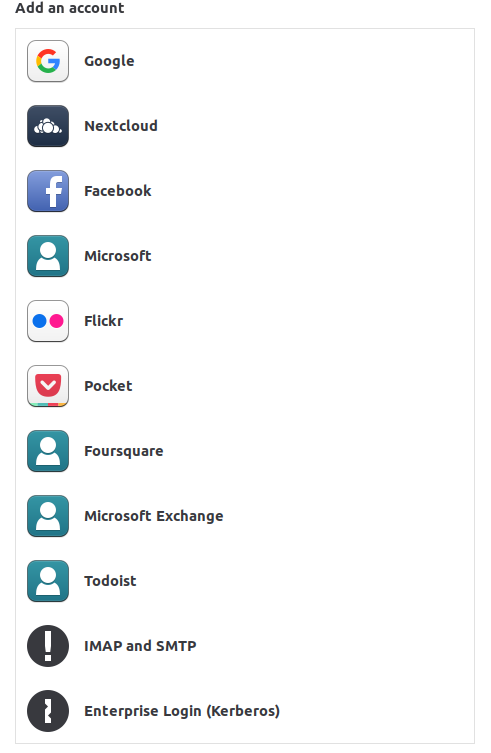 Add an account
Google
Nextcloud
Facebook
Microsoft
Flickr
Pocket
Foursquare
Microsoft Exchange
Todoist
IMAP and SMTP
Enterprise Login (Kerberos)